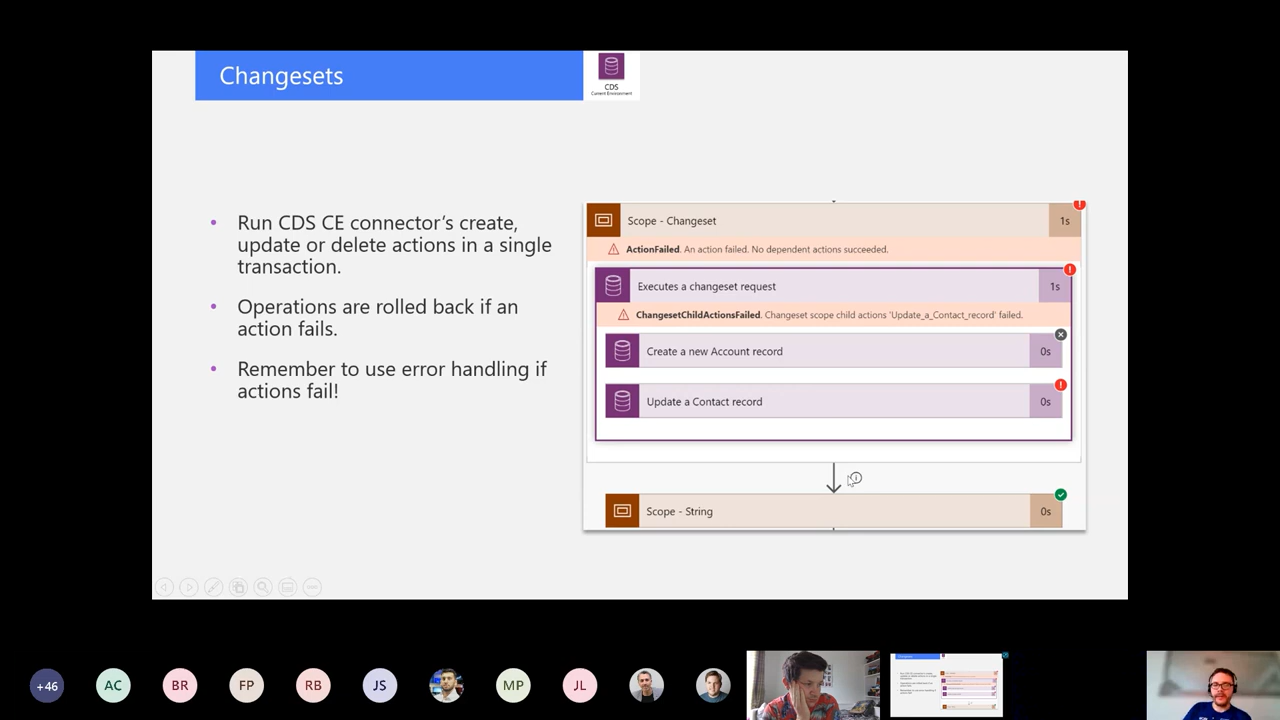 Changesets
CDS
Current Environment
Run CDS CE connector's create,
update or delete actions in a single
transaction.
Operations are rolled back if an
action fails.
Remember to use error handling if
actions fail!
Scope - Changeset
1s
ActionFailed. An action failed. No dependent actions succeeded.
Executes a changeset request
1s
ChangesetChildActionsFailed. Changeset scope child actions 'Update_a_Contact_record' failed.
Create a new Account record
0s
Update a Contact record
0s
Scope - String
0s
+46
AC
BR
RB
JS
MP
JL